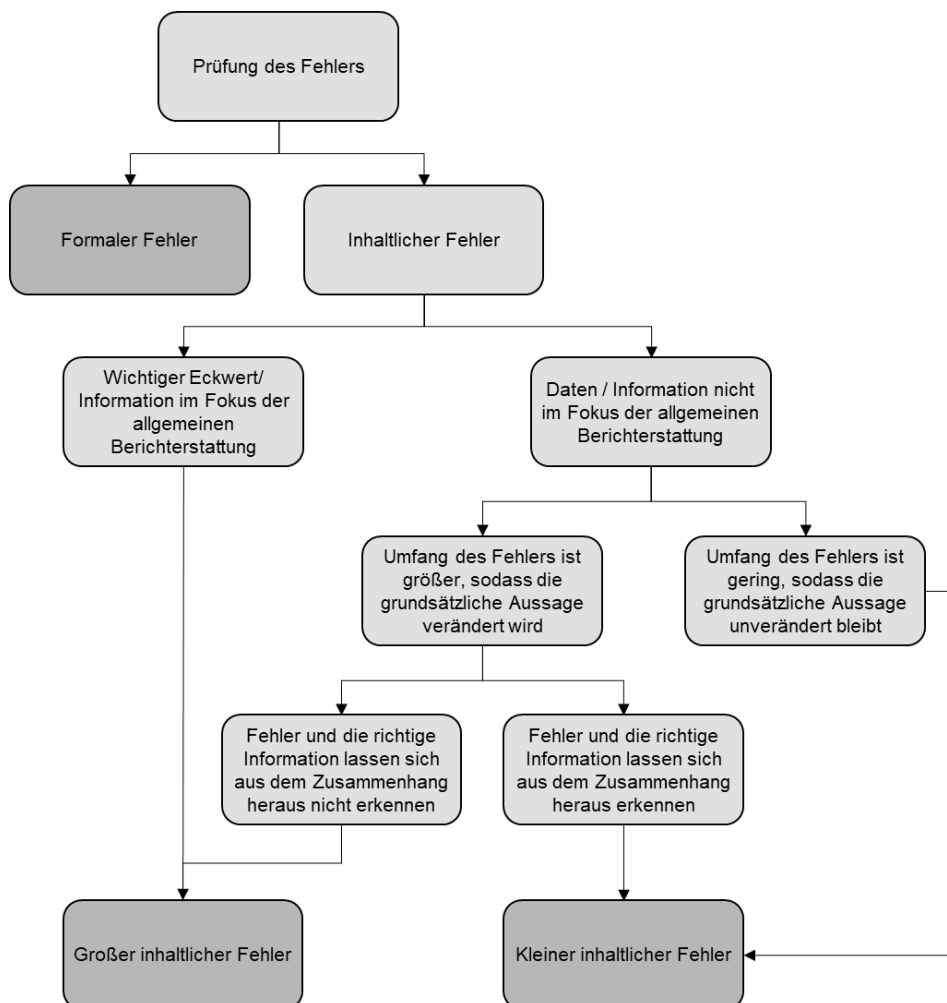 Prüfung des Fehlers
Formaler Fehler
Inhaltlicher Fehler
Wichtiger Eckwert/
Information im Fokus der
allgemeinen
Berichterstattung
Daten / Information nicht
im Fokus der allgemeinen
Berichterstattung
Umfang des Fehlers ist
größer, sodass die
grundsätzliche Aussage
verändert wird
Umfang des Fehlers ist
gering, sodass die
grundsätzliche Aussage
unverändert bleibt
Fehler und die richtige
Information lassen sich
aus dem Zusammenhang
heraus nicht erkennen
Fehler und die richtige
Information lassen sich
aus dem Zusammenhang
heraus erkennen
Großer inhaltlicher Fehler
Kleiner inhaltlicher Fehler